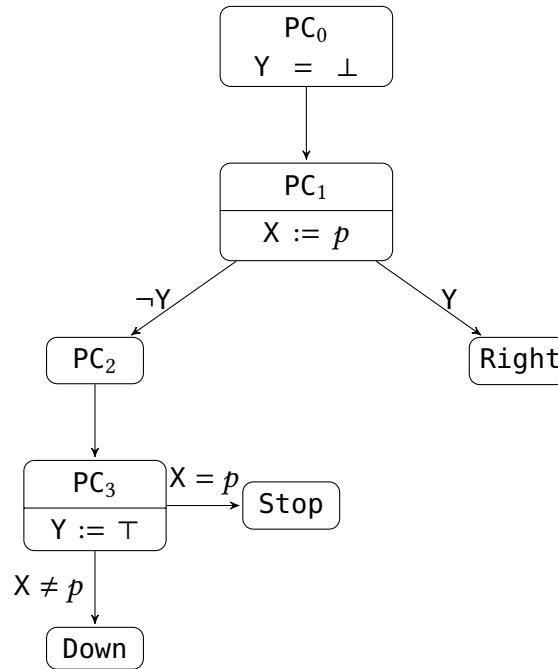 PC₀
Y = ⊥
PC₁
X := p
¬Y
Y
PC₂
Right
PC₃
X = p
Stop
Y := ⊤
X ≠ p
Down